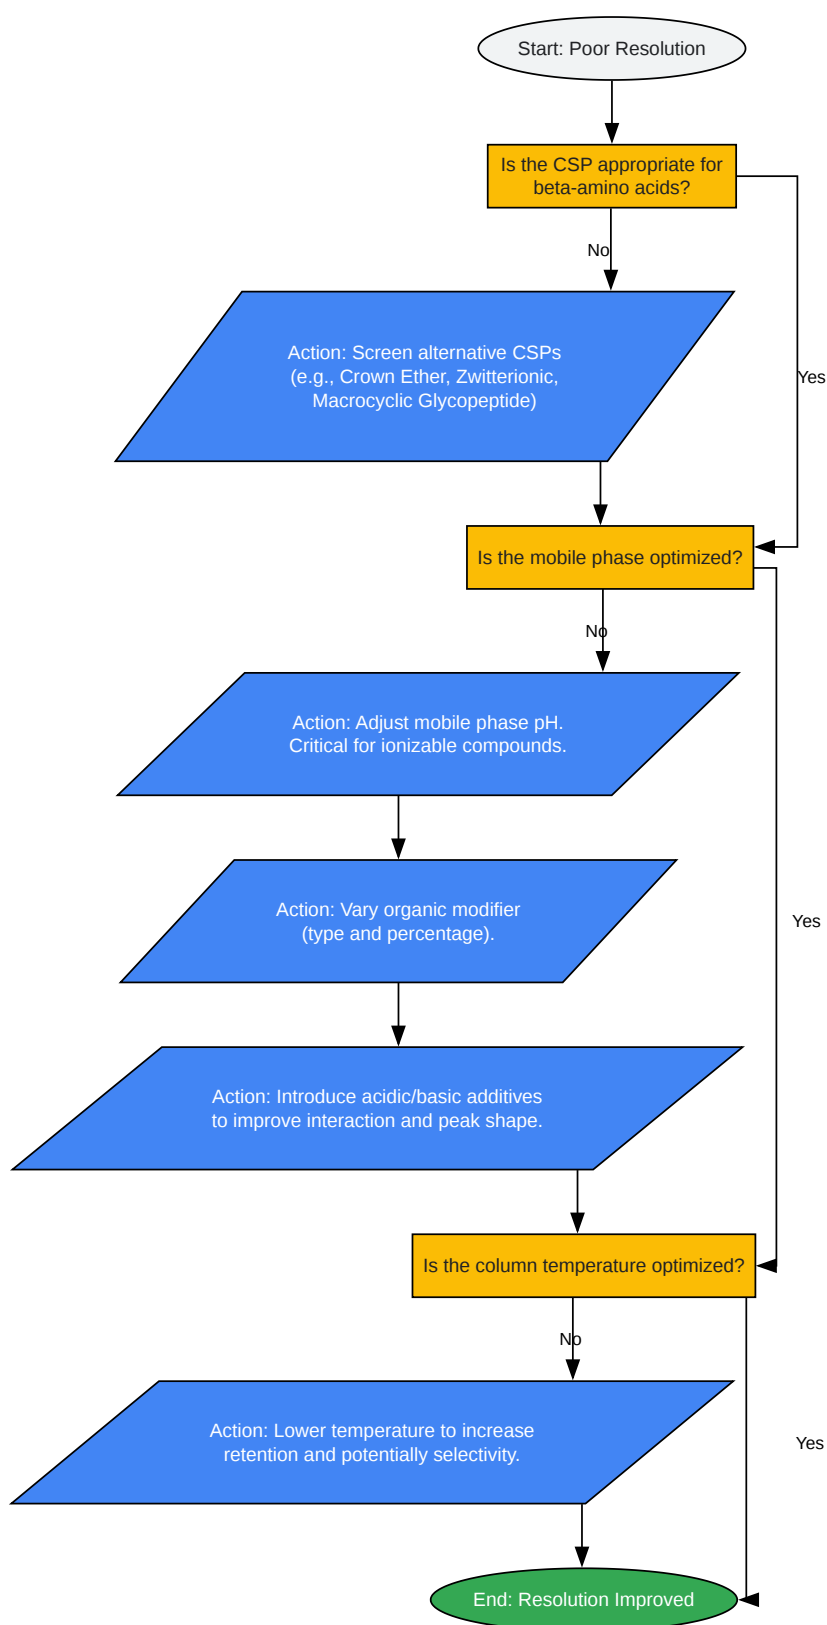 Start: Poor Resolution
Is the CSP appropriate for
beta-amino acids?
No
Action: Screen alternative CSPs
(e.g., Crown Ether, Zwitterionic,
Macrocyclic Glycopeptide)
Yes
Is the mobile phase optimized?
No
Action: Adjust mobile phase pH.
Critical for ionizable compounds.
Action: Vary organic modifier
(type and percentage).
Yes
Action: Introduce acidic/basic additives
to improve interaction and peak shape.
Is the column temperature optimized?
No
Action: Lower temperature to increase
retention and potentially selectivity.
Yes
End: Resolution Improved